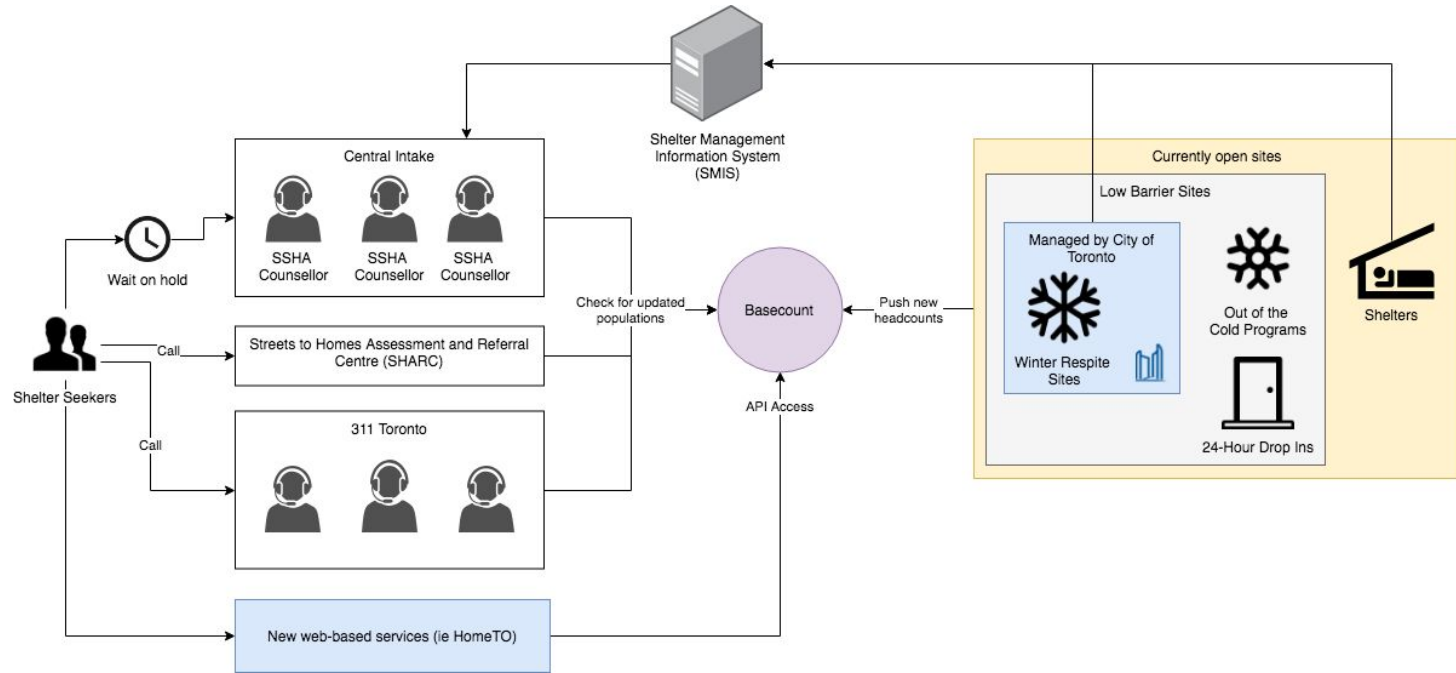 Shelter Management
Information System
(SMIS)
Central Intake
SSHA
Counsellor
SSHA
Counsellor
SSHA
Counsellor
Wait on hold
Shelter Seekers
Call
Streets to Homes Assessment and Referral
Centre (SHARC)
Call
311 Toronto
New web-based services (ie HomeTO)
Check for updated
populations
Basecount
API Access
Push new
headcounts
Currently open sites
Low Barrier Sites
Managed by City of
Toronto
Winter Respite
Sites
Out of the
Cold Programs
24-Hour Drop Ins
Shelters